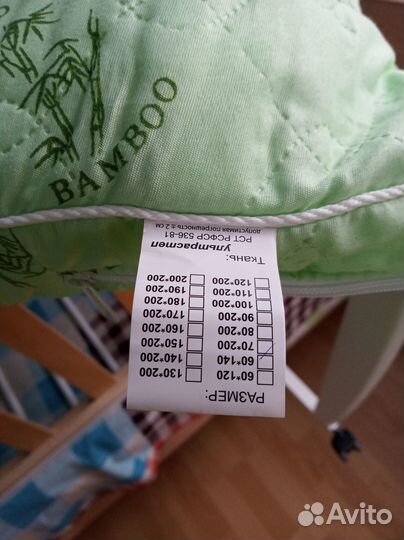 BAMBOO
РАЗМЕР:
60*120 130*200
60*140 140*200
70*200 150*200
80*200 160*200
90*200 170*200
100*200 180*200
110*200 190*200
120*200 200*200
Ткань:
ультрастеп
РСТ РСФСР 536-81
допустимая погрешность ± 2 см
Avito